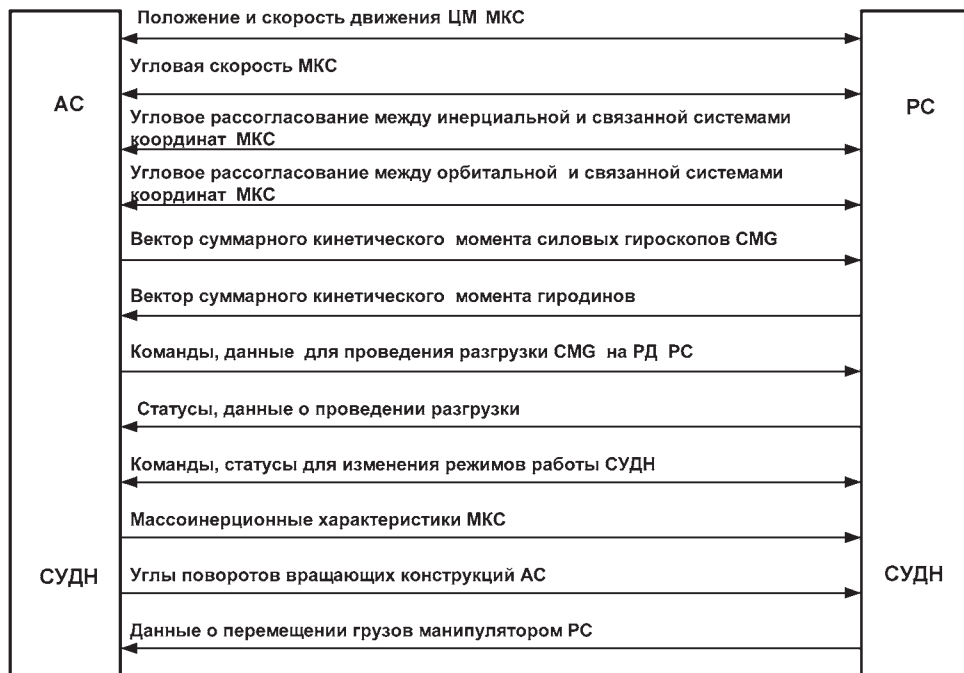 Положение и скорость движения ЦМ МКС
Угловая скорость МКС
АС
РС
Угловое рассогласование между инерциальной и связанной системами
координат МКС
Угловое рассогласование между орбитальной и связанной системами
координат МКС
Вектор суммарного кинетического момента силовых гироскопов CMG
Вектор суммарного кинетического момента гиродинов
Команды, данные для проведения разгрузки CMG на РД РС
Статусы, данные о проведении разгрузки
Команды, статусы для изменения режимов работы СУДН
Массоинерционные характеристики МКС
СУДН
Углы поворотов вращающих конструкций АС
СУДН
Данные о перемещении грузов манипулятором РС